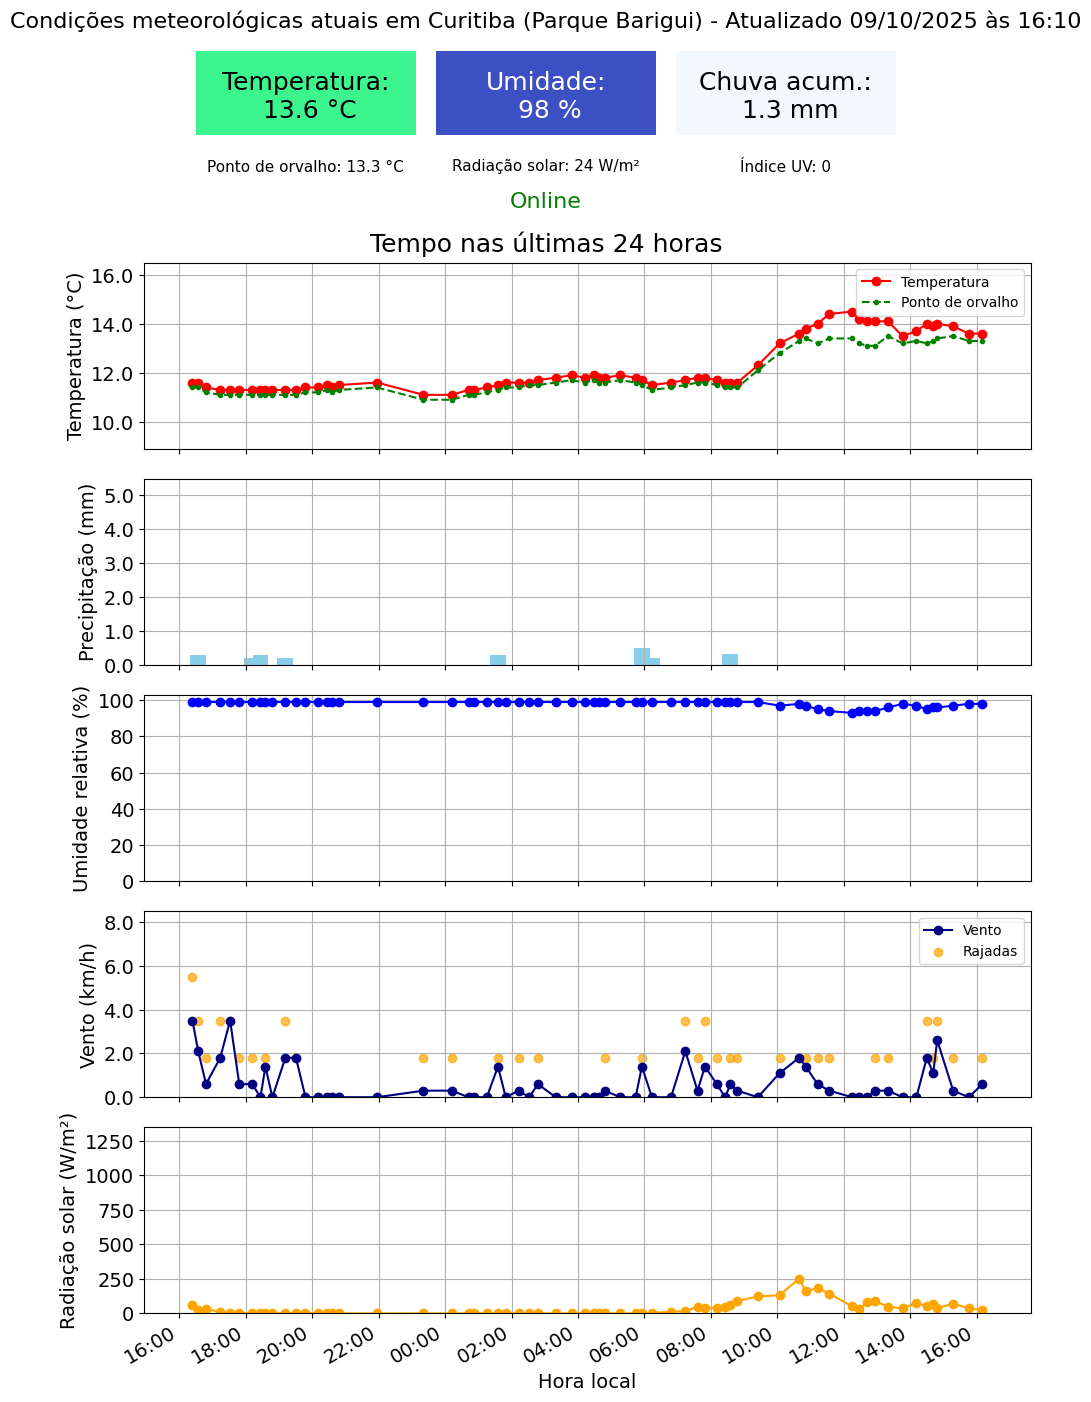 Condições meteorológicas atuais em Curitiba (Parque Barigui) - Atualizado 09/10/2025 às 16:10
Temperatura:
13.6 °C
Umidade:
98 %
Chuva acum.:
1.3 mm
Ponto de orvalho: 13.3 °C
Radiação solar: 24 W/m²
Índice UV: 0
Online
Tempo nas últimas 24 horas
Temperatura (°C)
16.0
14.0
12.0
10.0
Temperatura
Ponto de orvalho
Precipitação (mm)
5.0
4.0
3.0
2.0
1.0
0.0
Umidade relativa (%)
100
80
60
40
20
0
Vento (km/h)
8.0
6.0
4.0
2.0
0.0
Vento
Rajadas
Radiação solar (W/m²)
1250
1000
750
500
250
0
16:00
18:00
20:00
22:00
00:00
02:00
04:00
06:00
08:00
10:00
12:00
14:00
16:00
Hora local